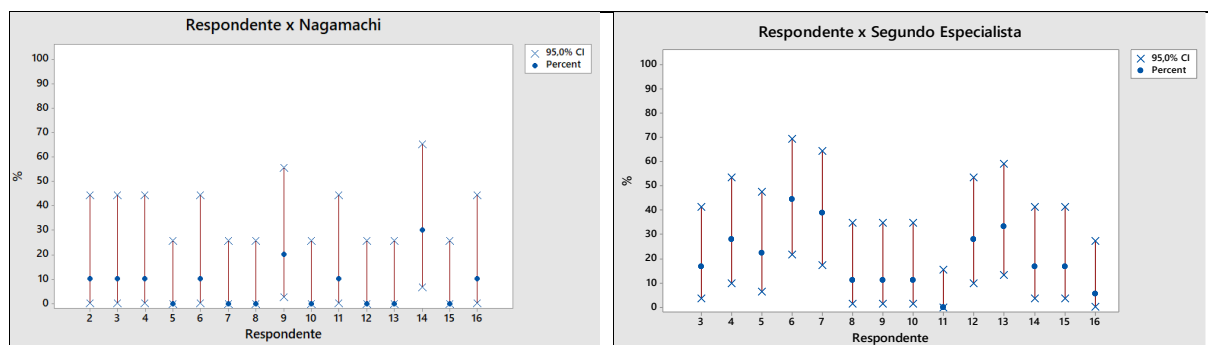 Respondente x Nagamachi
95,0% CI
Percent
%
100
90
80
70
60
50
40
30
20
10
0
2 3 4 5 6 7 8 9 10 11 12 13 14 15 16
Respondente
Respondente x Segundo Especialista
95,0% CI
Percent
%
100
90
80
70
60
50
40
30
20
10
0
3 4 5 6 7 8 9 10 11 12 13 14 15 16
Respondente